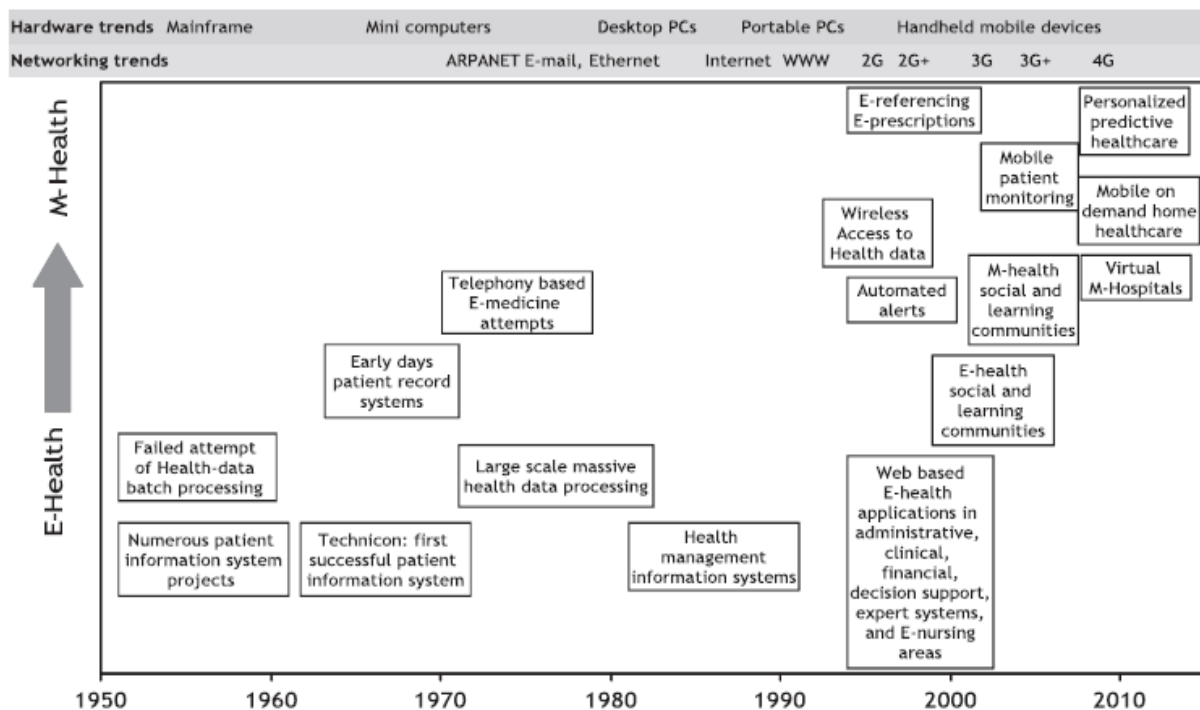 Hardware trends Mainframe Mini computers Desktop PCs Portable PCs Handheld mobile devices
Networking trends ARPANET E-mail, Ethernet Internet WWW 2G 2G+ 3G 3G+ 4G
M-Health
E-Health
E-referencing
E-prescriptions
Personalized
predictive
healthcare
Mobile
patient
monitoring
Mobile on
demand home
healthcare
Wireless
Access to
Health data
Telephony based
E-medicine
attempts
Automated
alerts
M-health
social and
learning
communities
Virtual
M-Hospitals
Early days
patient record
systems
E-health
social and
learning
communities
Failed attempt
of Health-data
batch processing
Large scale massive
health data processing
Web based
E-health
applications in
administrative,
clinical,
financial,
decision support,
expert systems,
and E-nursing
areas
Numerous patient
information system
projects
Technicon: first
successful patient
information system
Health
management
information systems
1950 1960 1970 1980 1990 2000 2010